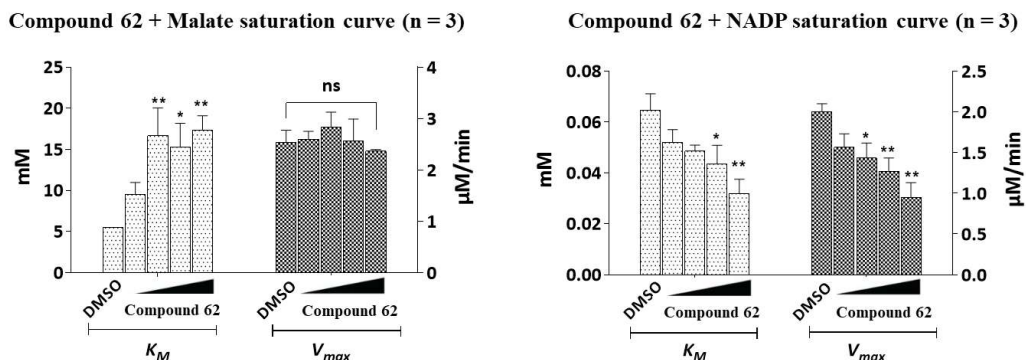 Compound 62 + Malate saturation curve (n = 3)
25
20
15
10
5
0
mM
** * **
ns
4
3
2
1
0
µM/min
DMSO
Compound 62
K_M
DMSO
Compound 62
V_max
Compound 62 + NADP saturation curve (n = 3)
0.08
0.06
0.04
0.02
0.00
mM
* **
* ** **
2.5
2.0
1.5
1.0
0.5
0.0
µM/min
DMSO
Compound 62
K_M
DMSO
Compound 62
V_max